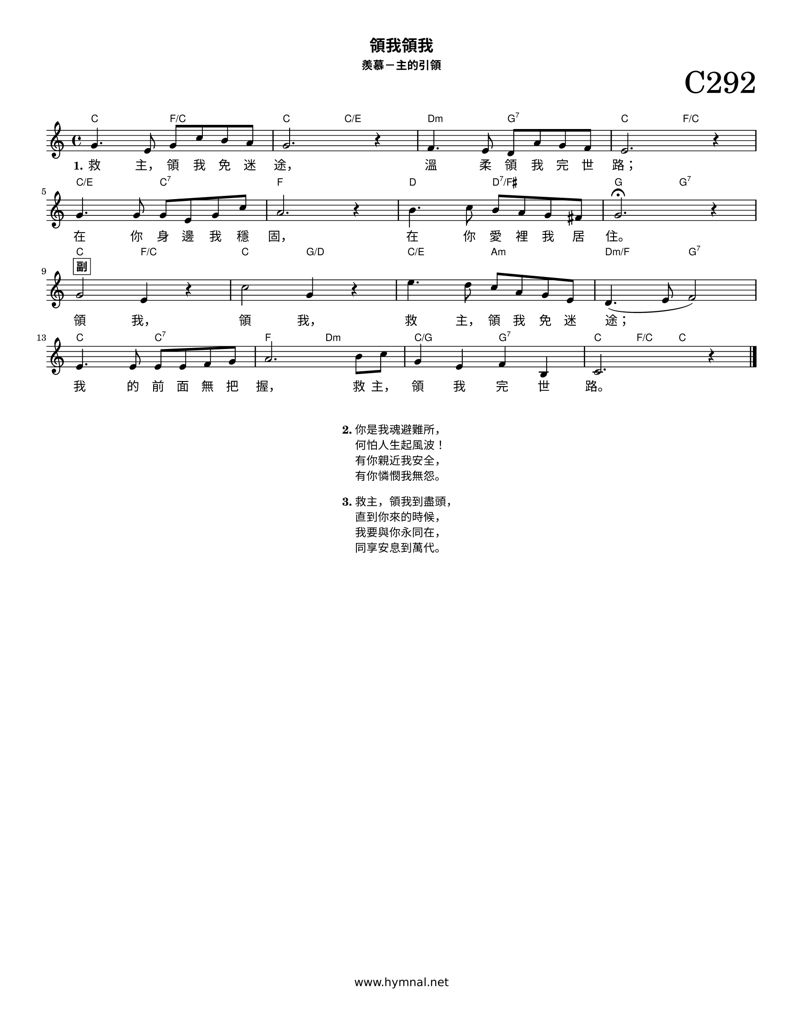 領我領我
羨慕－主的引領
C292
C F/C C C/E Dm G7 C F/C
1. 救 主， 領 我 免 迷 途， 溫 柔 領 我 完 世 路；
C/E C7 F D D7/F♯ G G7
5
在 你 身 邊 我 穩 固， 在 你 愛 裡 我 居 住。
C F/C C G/D C/E Am Dm/F G7
副
9
領 我， 領 我， 救 主， 領 我 免 迷 途；
C C7 F Dm C/G G7 C F/C C
13
我 的 前 面 無 把 握， 救 主， 領 我 完 世 路。
2. 你是我魂避難所，
何怕人生起風波！
有你親近我安全，
有你憐憫我無怨。
3. 救主，領我到盡頭，
直到你來的時候，
我要與你永同在，
同享安息到萬代。
www.hymnal.net